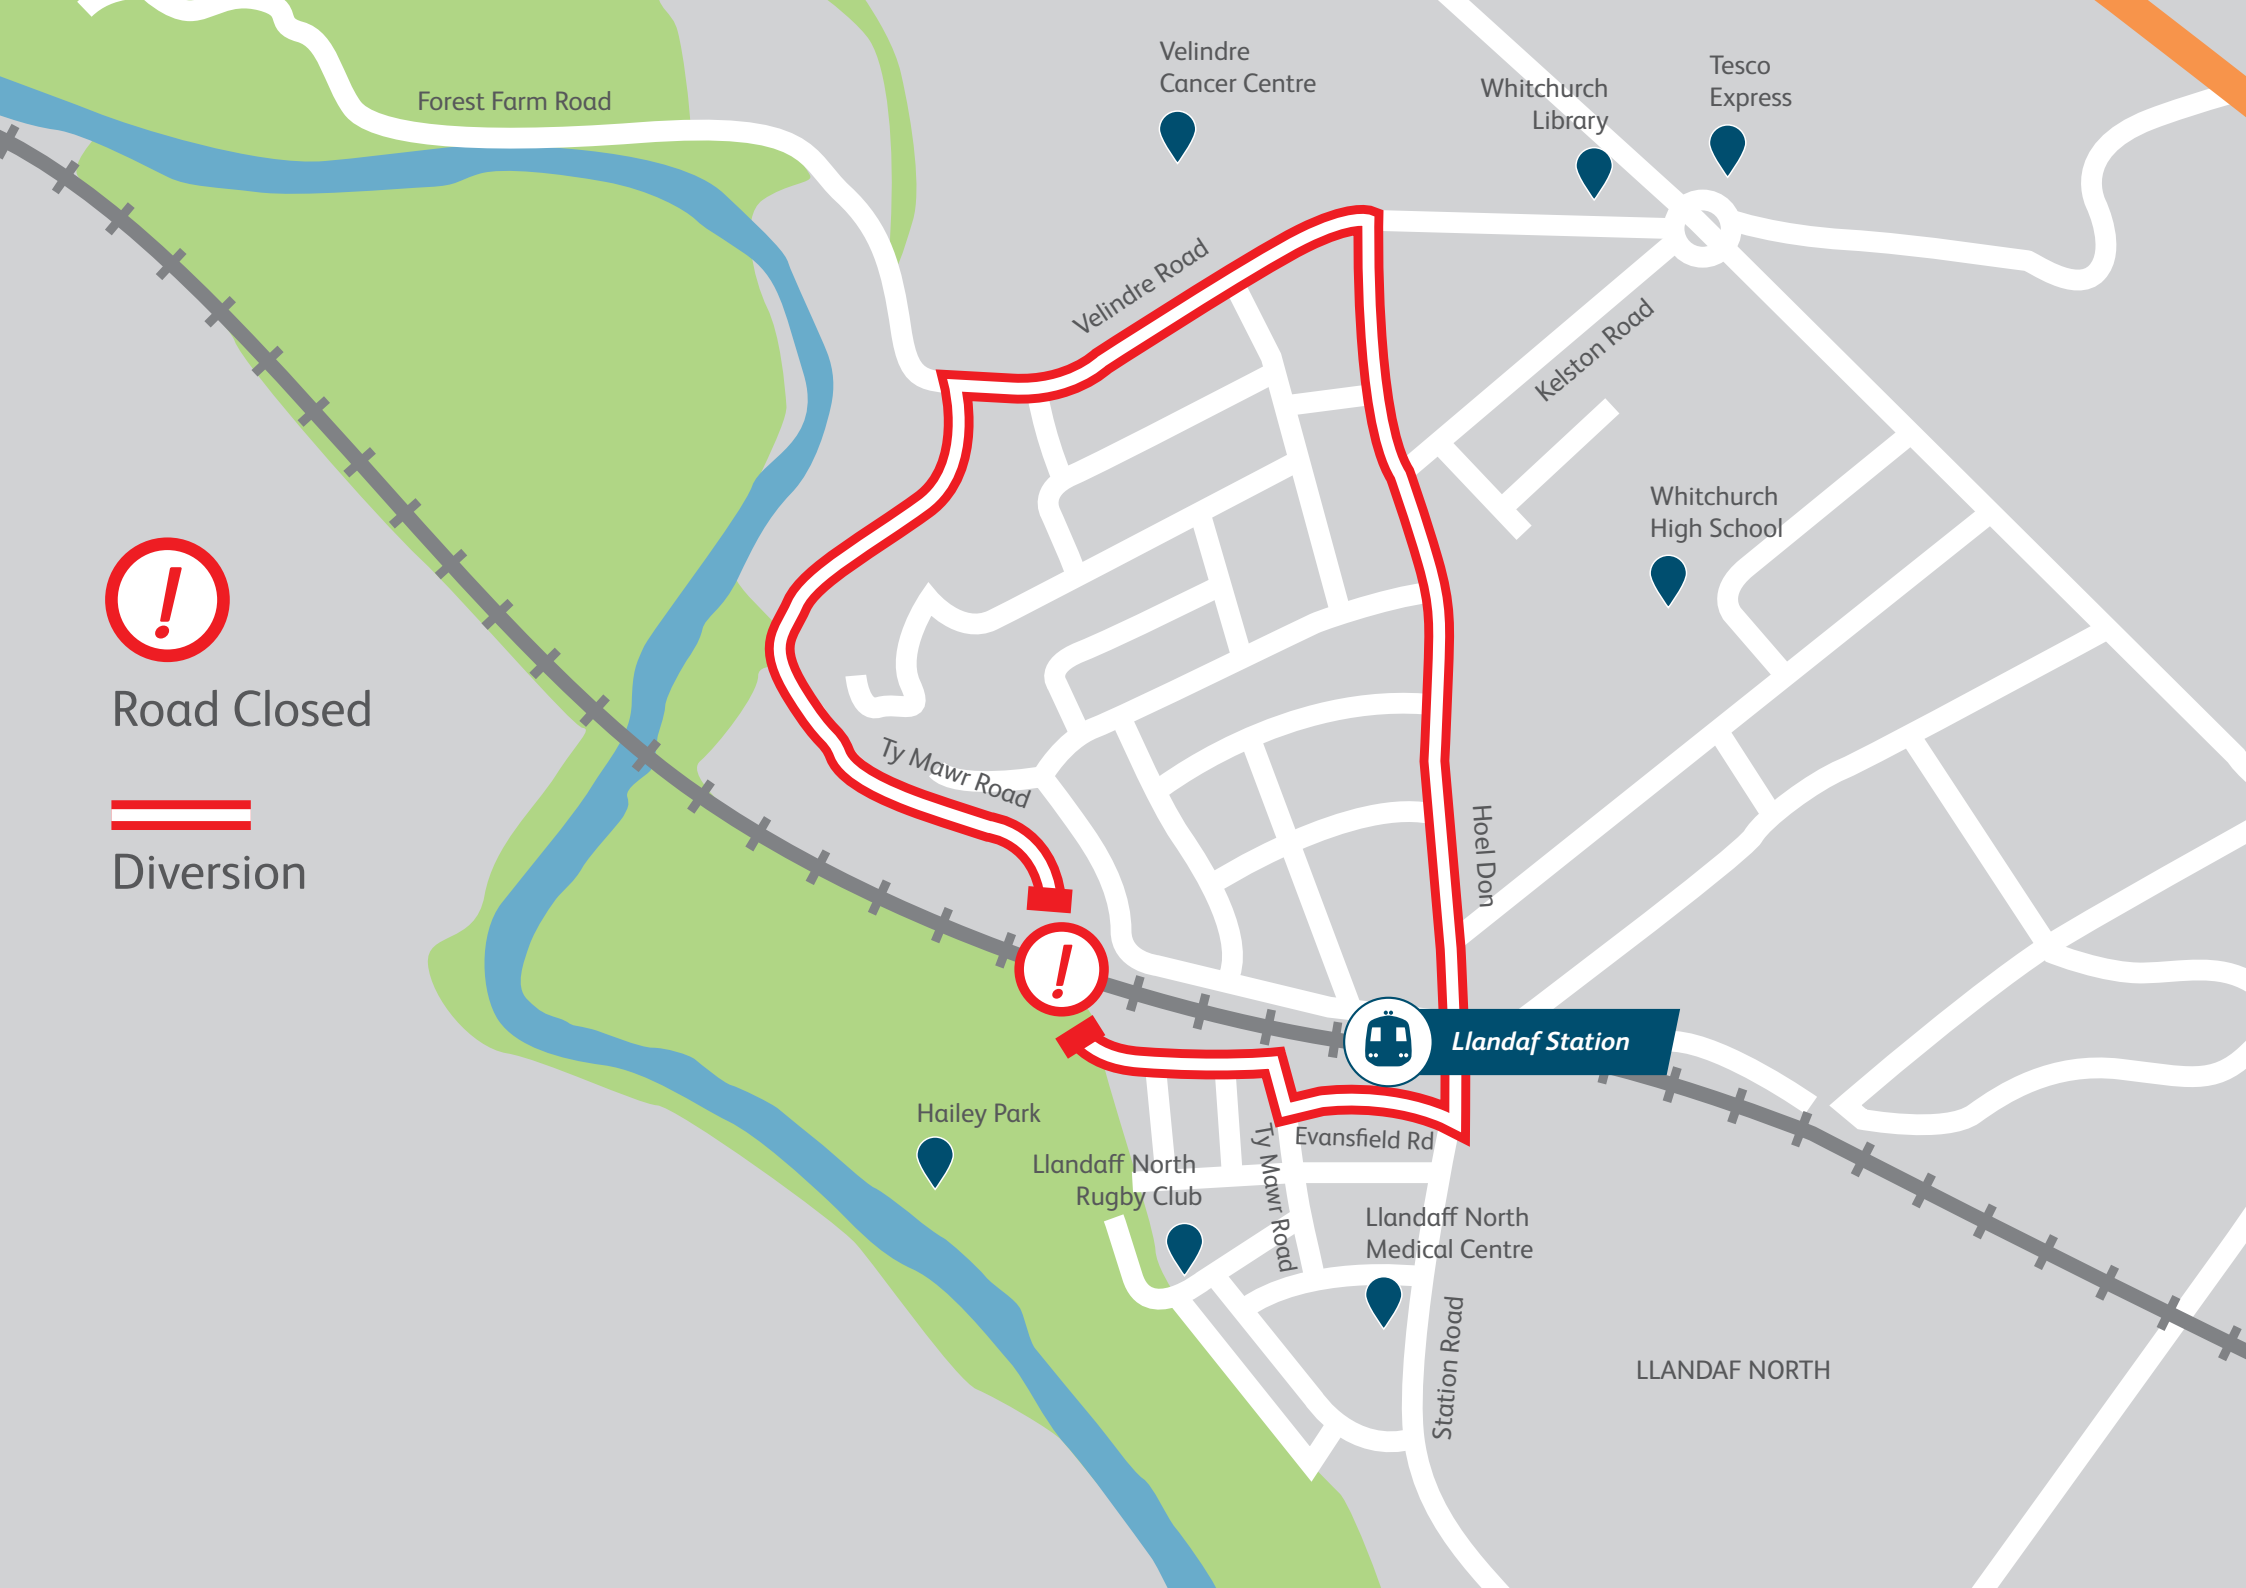 Velindre
Cancer Centre
Tesco
Express
Whitchurch
Library
Forest Farm Road
Velindre Road
Kelston Road
Whitchurch
High School
!
Road Closed
Diversion
Ty Mawr Road
Hoel Don
!
Llandaf Station
Hailey Park
Evansfield Rd
Llandaff North
Rugby Club
Ty Mawr Road
Llandaff North
Medical Centre
Station Road
LLANDAF NORTH